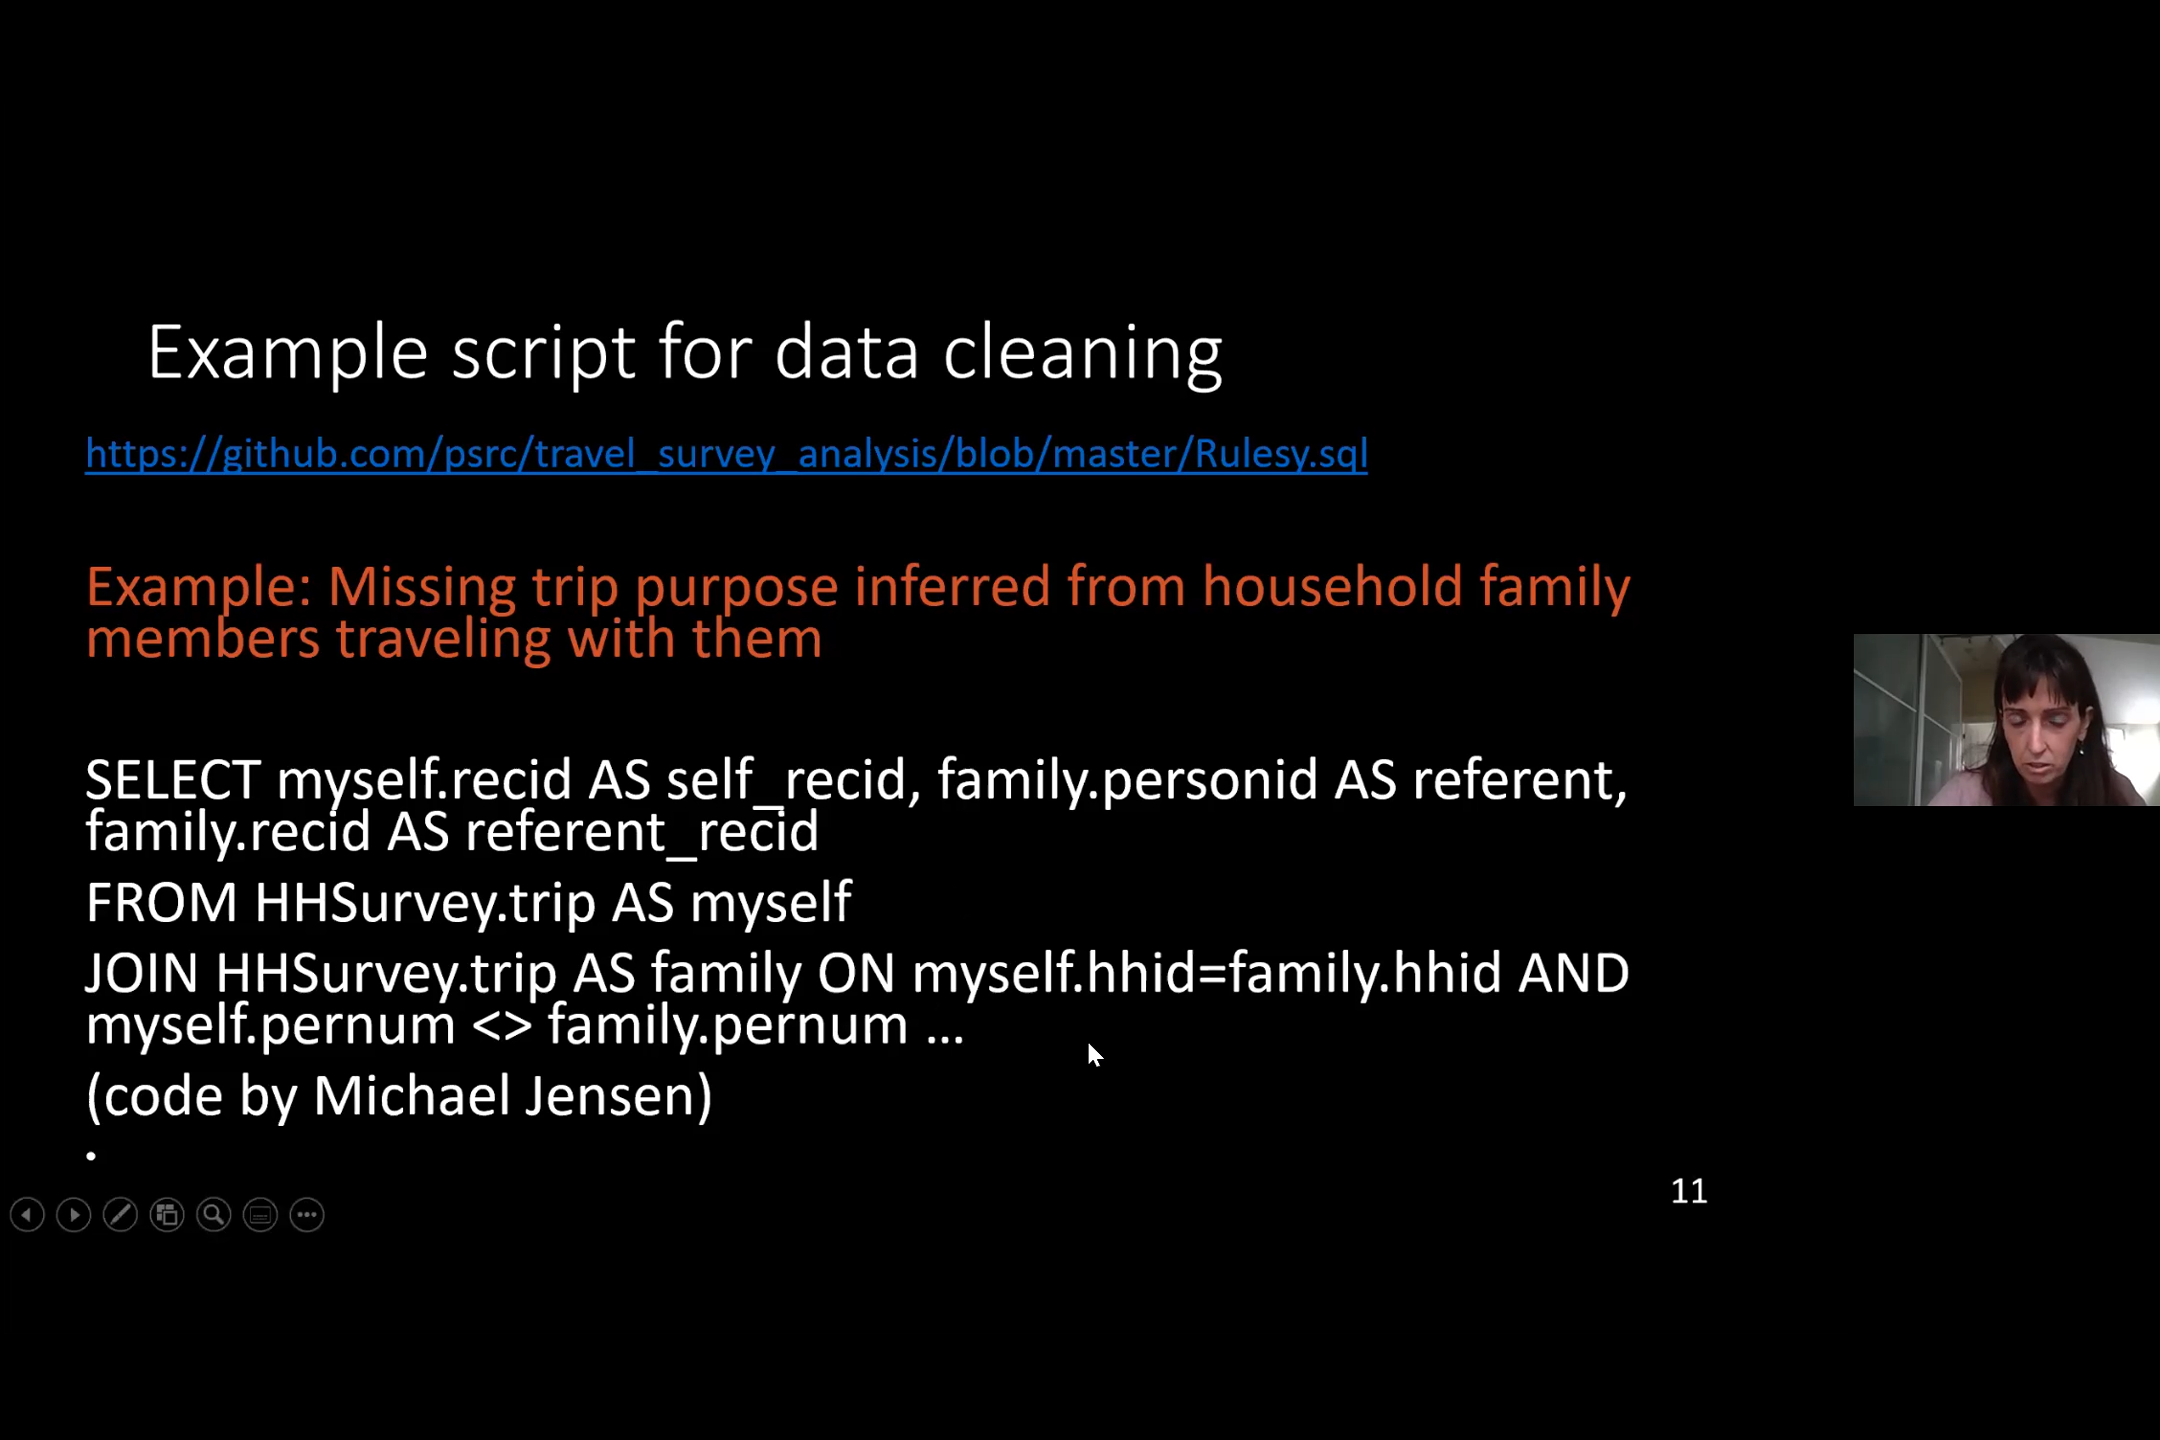 Example script for data cleaning
https://github.com/psrc/travel_survey_analysis/blob/master/Rulesy.sql
Example: Missing trip purpose inferred from household family
members traveling with them
SELECT myself.recid AS self_recid, family.personid AS referent,
family.recid AS referent_recid
FROM HHSurvey.trip AS myself
JOIN HHSurvey.trip AS family ON myself.hhid=family.hhid AND
myself.pernum <> family.pernum ...
(code by Michael Jensen)
•
11